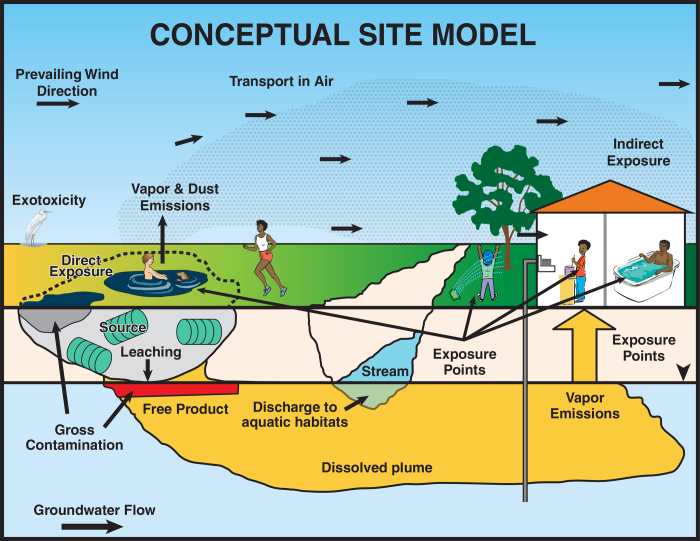 CONCEPTUAL SITE MODEL
Prevailing Wind
Direction
Transport in Air
Indirect
Exposure
Vapor & Dust
Emissions
Exotoxicity
Direct
Exposure
Source
Leaching
Stream
Exposure
Points
Exposure
Points
Free Product
Discharge to
aquatic habitats
Vapor
Emissions
Gross
Contamination
Dissolved plume
Groundwater Flow